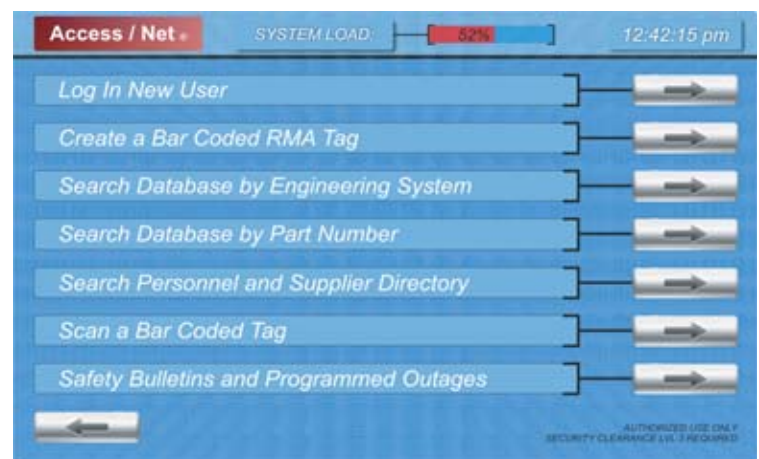 Access / Net
SYSTEM LOAD: 52% 12:42:15 pm
Log In New User
Create a Bar Coded RMA Tag
Search Database by Engineering System
Search Database by Part Number
Search Personnel and Supplier Directory
Scan a Bar Coded Tag
Safety Bulletins and Programmed Outages
AUTHORIZED USE ONLY
SECURITY CLEARANCE LVL 3 REQUIRED